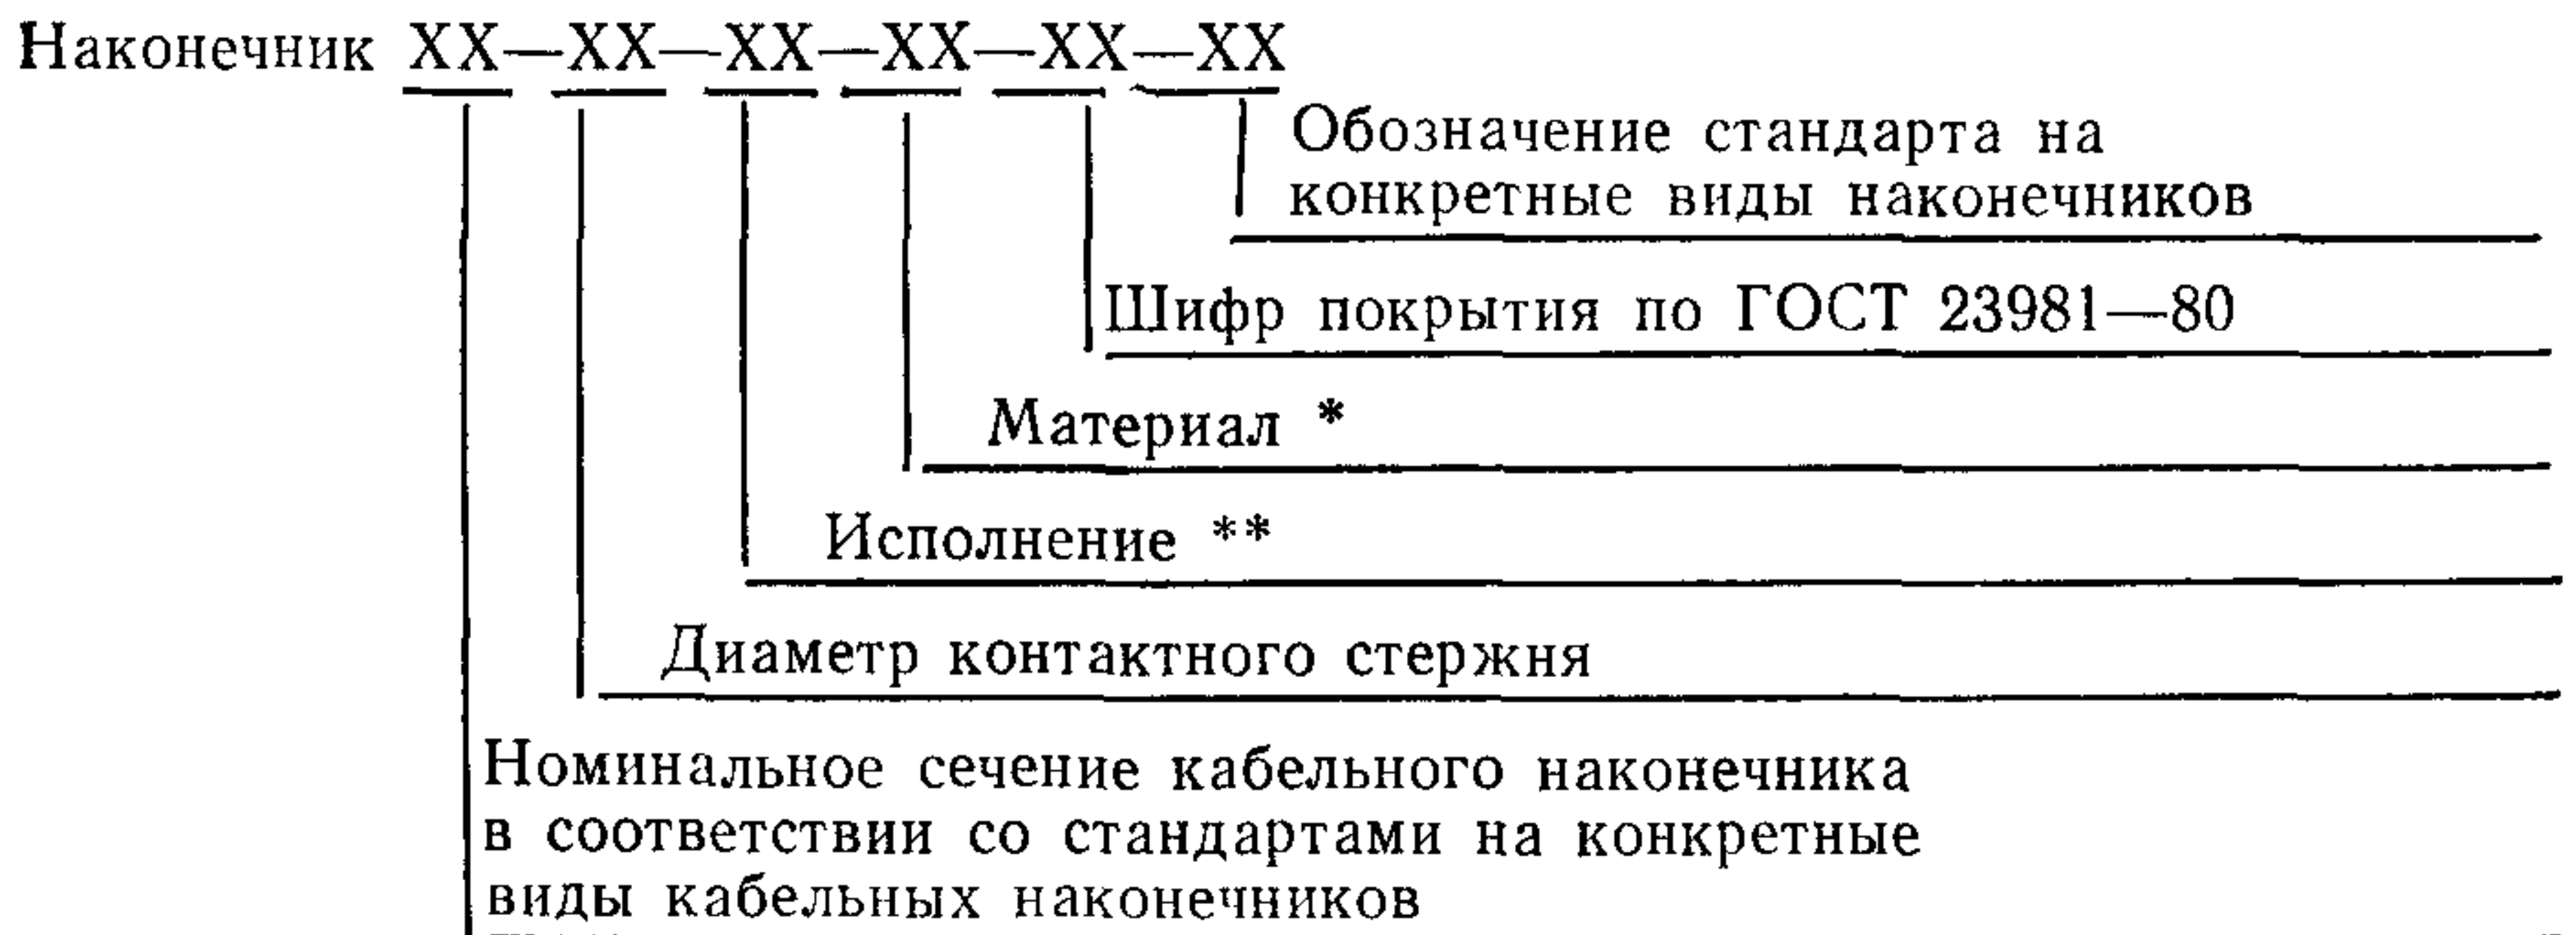 Наконечник XX—XX—XX—XX—XX—XX
Обозначение стандарта на
конкретные виды наконечников
Шифр покрытия по ГОСТ 23981—80
Материал *
Исполнение **
Диаметр контактного стержня
Номинальное сечение кабельного наконечника
в соответствии со стандартами на конкретные
виды кабельных наконечников